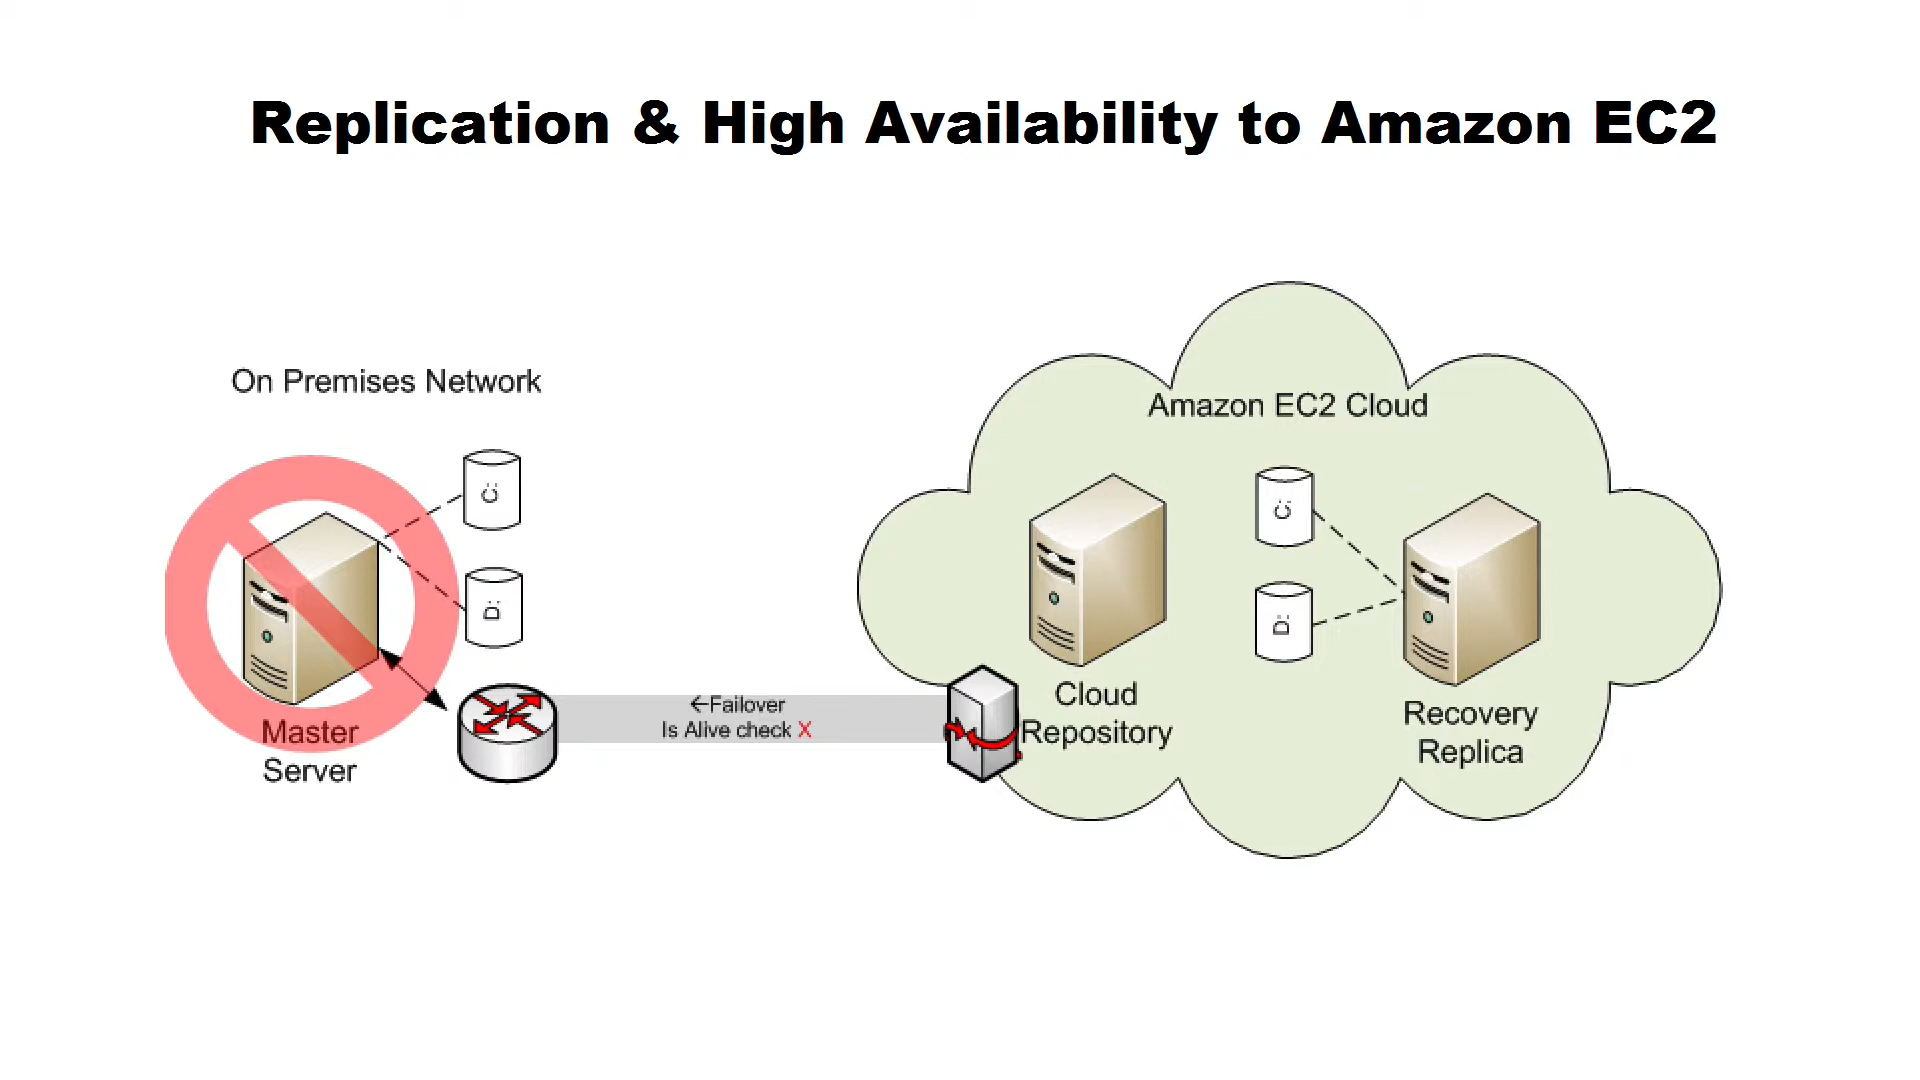 Replication & High Availability to Amazon EC2
On Premises Network
C:
D:
Master
Server
←Failover
Is Alive check X
Amazon EC2 Cloud
C:
D:
Cloud
Repository
Recovery
Replica